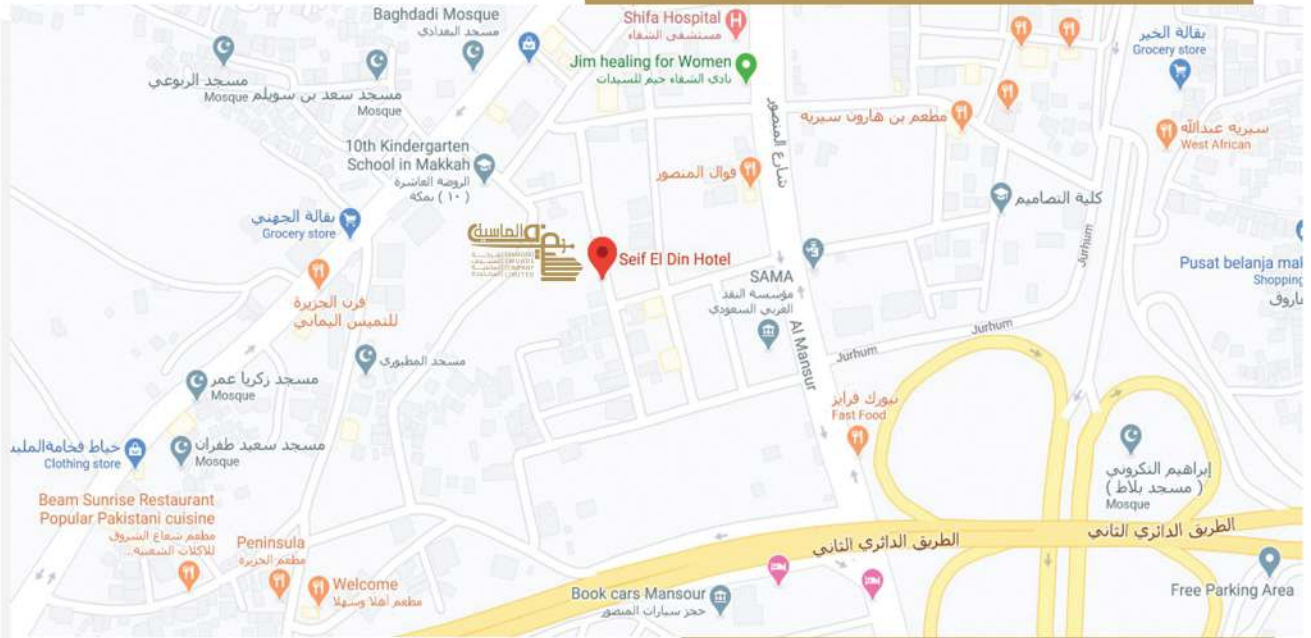 Baghdadi Mosque
مسجد البغدادي
Shifa Hospital
مستشفى الشفاء
بقالة الخير
Grocery store
Jim healing for Women
نادي الشفاء جيم للسيدات
مسجد الربوعي
Mosque
مسجد سعد بن سويلم
Mosque
شارع المنصور
مطعم بن هارون سيريه
سيريه عبدالله
West African
10th Kindergarten
School in Makkah
الروضة العاشرة
( ١٠ ) بمكة
فوال المنصور
كلية التصاميم
بقالة الجهني
Grocery store
الماسية
Seif El Din Hotel
SAMA
مؤسسة النقد
العربي السعودي
Jurhum
Pusat belanja mal
Shopping
فاروق
فرن الجزيرة
للتميس اليماني
Al Mansur
Jurhum
Jurhum
مسجد المطبوري
مسجد زكريا عمر
Mosque
نيورك فرايز
Fast Food
خياط فخامةالملبس
Clothing store
مسجد سعيد طفران
Mosque
إبراهيم التكروني
( مسجد بلاط )
Mosque
Beam Sunrise Restaurant
Popular Pakistani cuisine
مطعم شعاع الشروق
للاكلات الشعبية...
Peninsula
مطعم الجزيرة
الطريق الدائري الثاني
الطريق الدائري الثاني
Welcome
مطعم اهلا وسهلا
Book cars Mansour
حجز سيارات المنصور
Free Parking Area